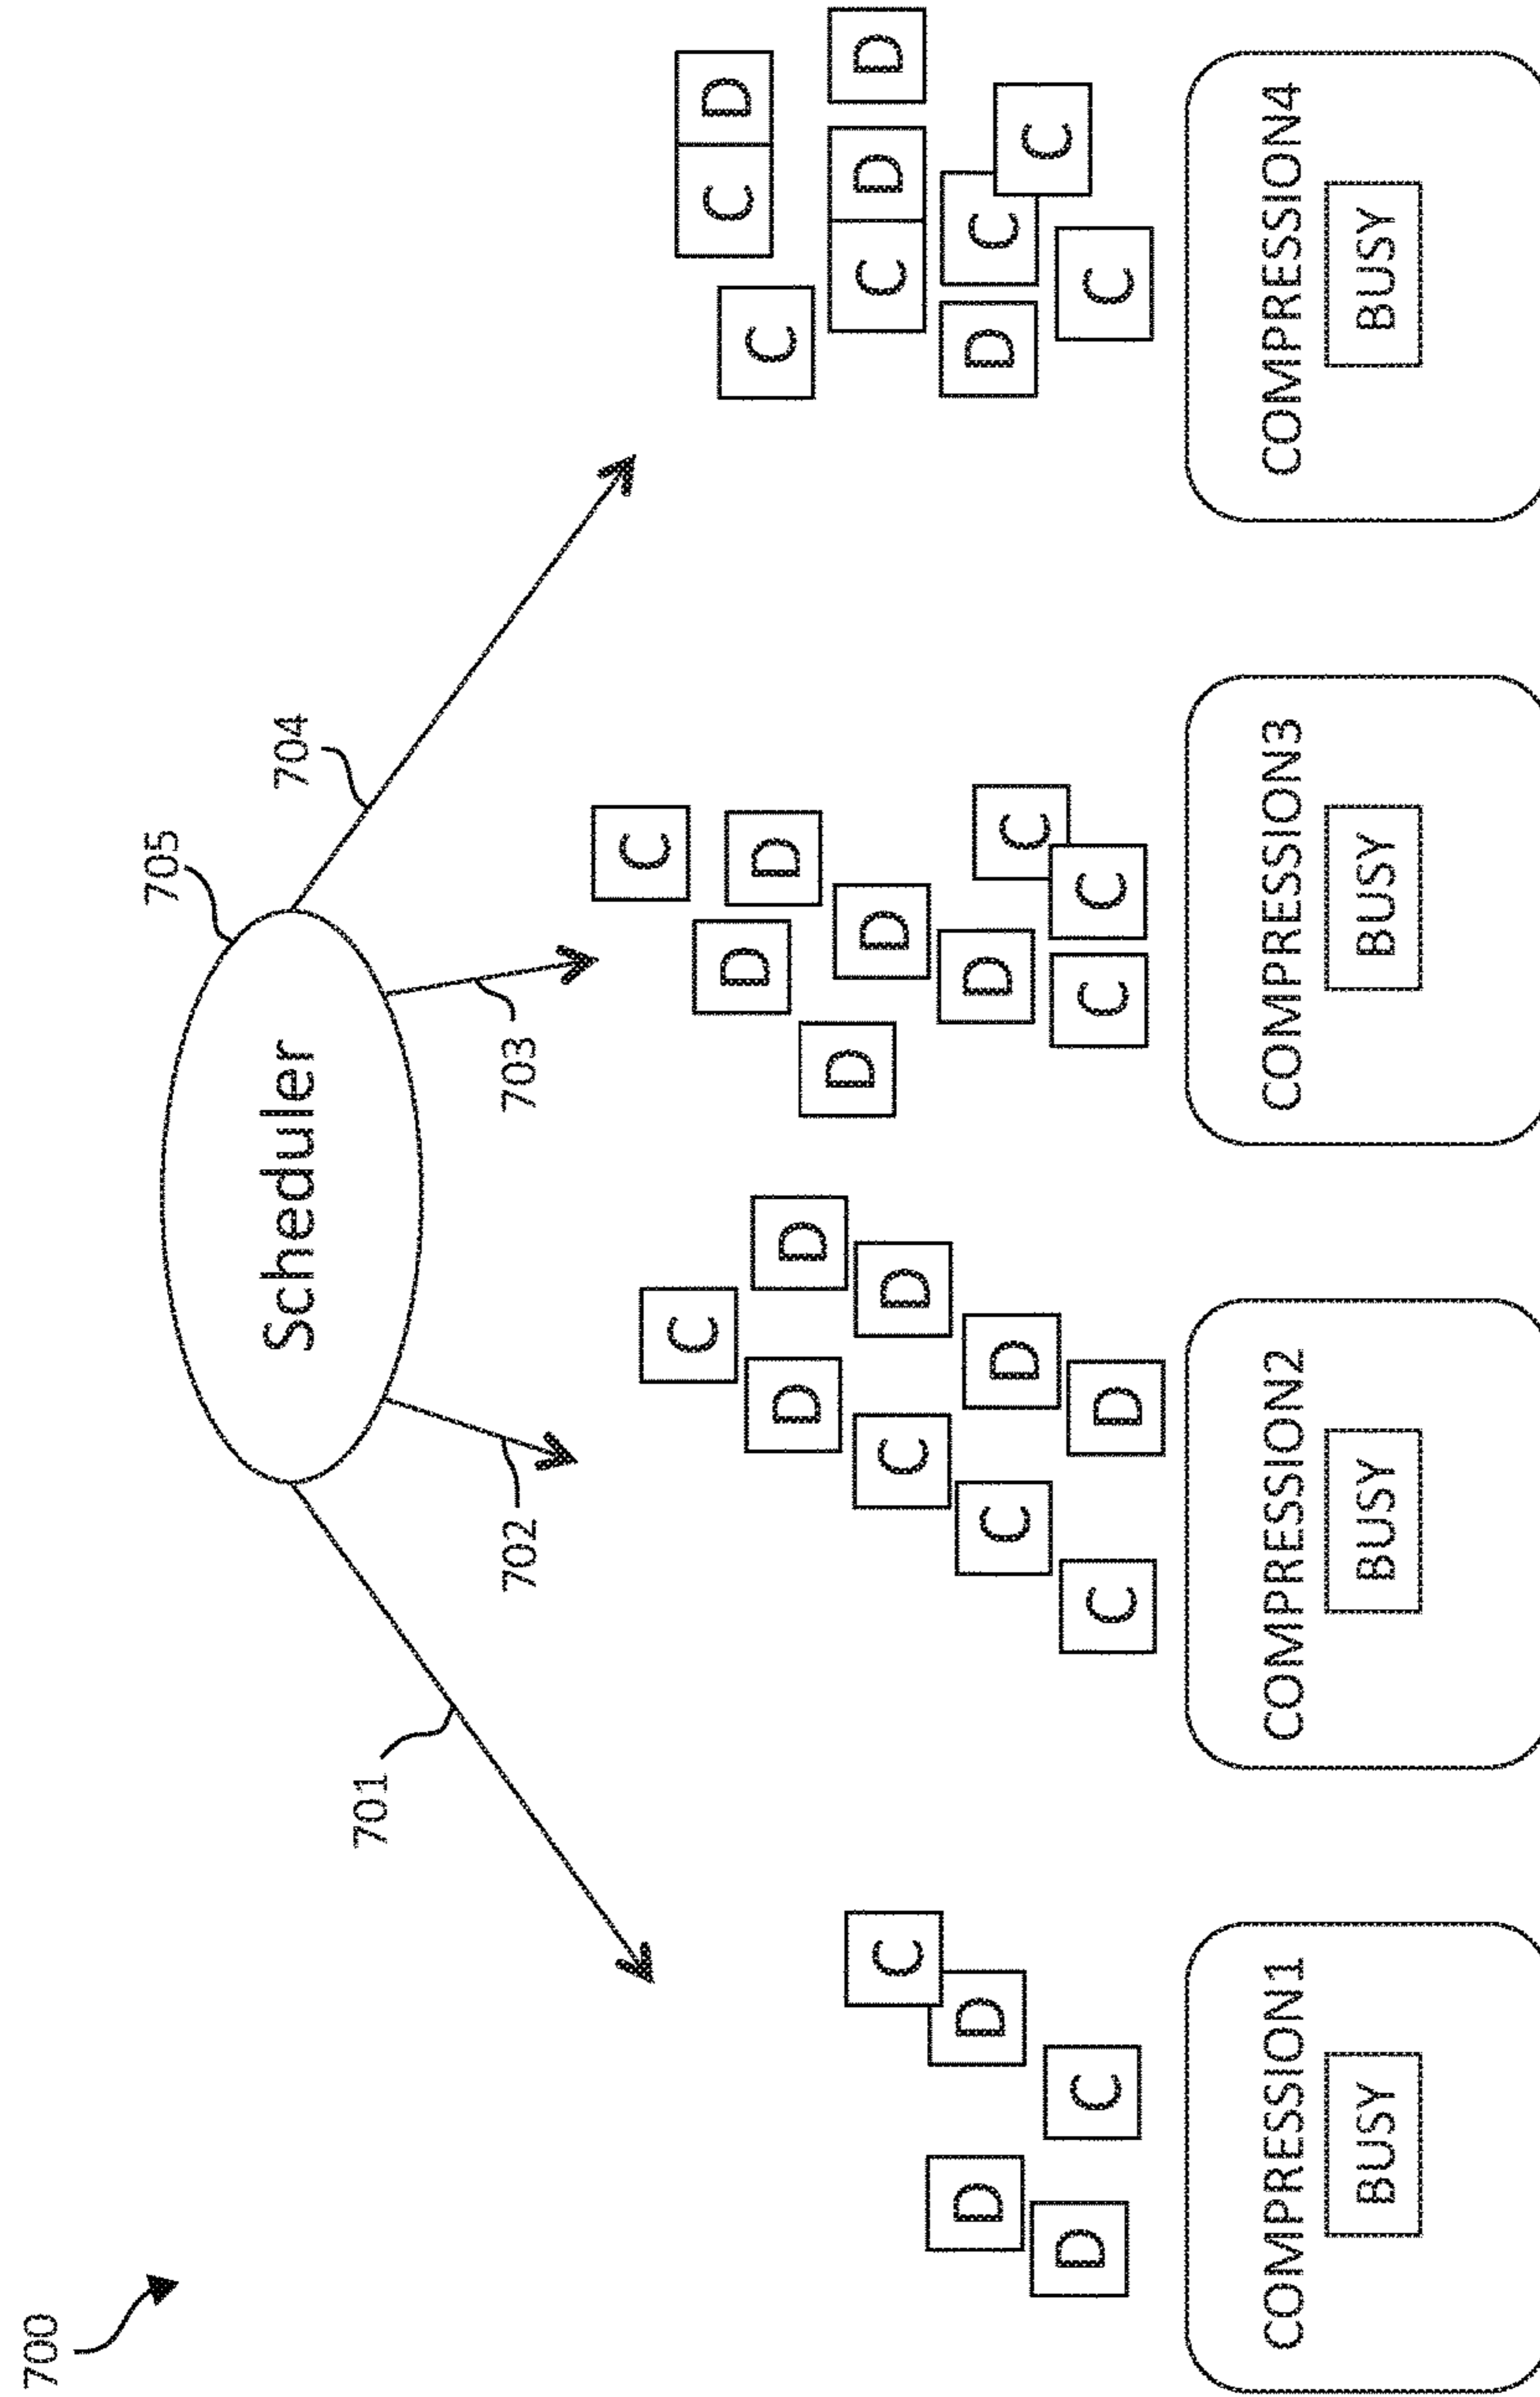 700
705
704
Scheduler
701
702
703
C
D D
D C
C
D D
C D
C D
C D
C
D D
D D
D C
C C
C D
C
C D D
D C C
C
COMPRESSION1
BUSY
COMPRESSION2
BUSY
COMPRESSION3
BUSY
COMPRESSION4
BUSY